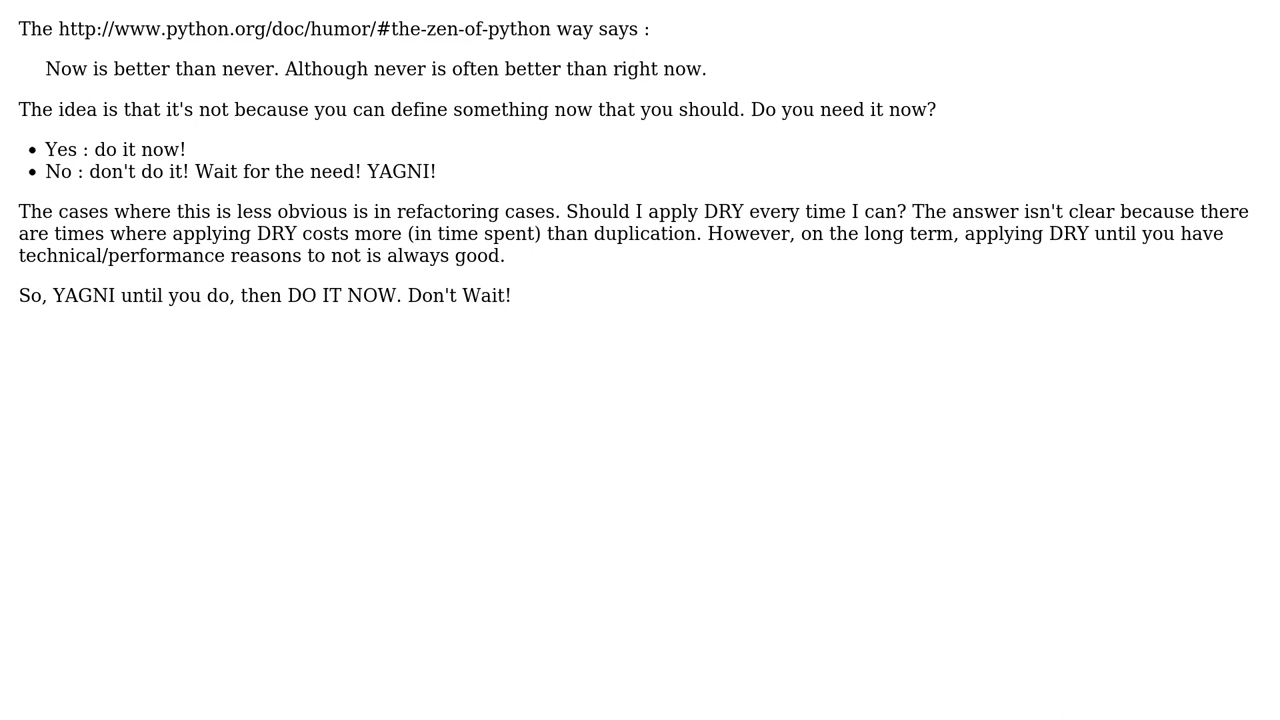 The http://www.python.org/doc/humor/#the-zen-of-python way says :
Now is better than never. Although never is often better than right now.
The idea is that it's not because you can define something now that you should. Do you need it now?
• Yes : do it now!
• No : don't do it! Wait for the need! YAGNI!
The cases where this is less obvious is in refactoring cases. Should I apply DRY every time I can? The answer isn't clear because there
are times where applying DRY costs more (in time spent) than duplication. However, on the long term, applying DRY until you have
technical/performance reasons to not is always good.
So, YAGNI until you do, then DO IT NOW. Don't Wait!